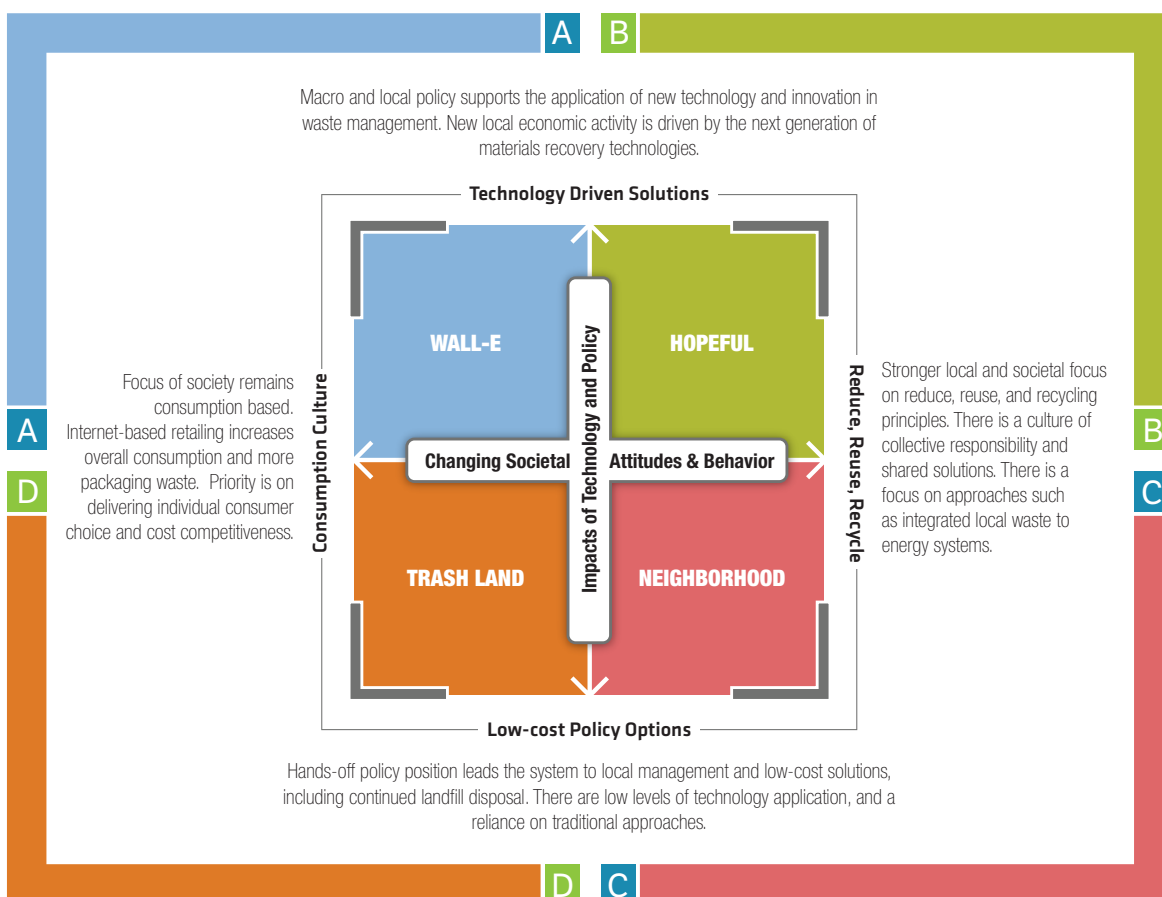 A
B
Macro and local policy supports the application of new technology and innovation in
waste management. New local economic activity is driven by the next generation of
materials recovery technologies.
Technology Driven Solutions
WALL-E
HOPEFUL
Impacts of Technology and Policy
Changing Societal
Attitudes & Behavior
Consumption Culture
Reduce, Reuse, Recycle
Focus of society remains
consumption based.
Internet-based retailing increases
overall consumption and more
packaging waste. Priority is on
delivering individual consumer
choice and cost competitiveness.
A
D
Stronger local and societal focus
on reduce, reuse, and recycling
principles. There is a culture of
collective responsibility and
shared solutions. There is a
focus on approaches such
as integrated local waste to
energy systems.
B
C
TRASH LAND
NEIGHBORHOOD
Low-cost Policy Options
Hands-off policy position leads the system to local management and low-cost solutions,
including continued landfill disposal. There are low levels of technology application, and a
reliance on traditional approaches.
D
C